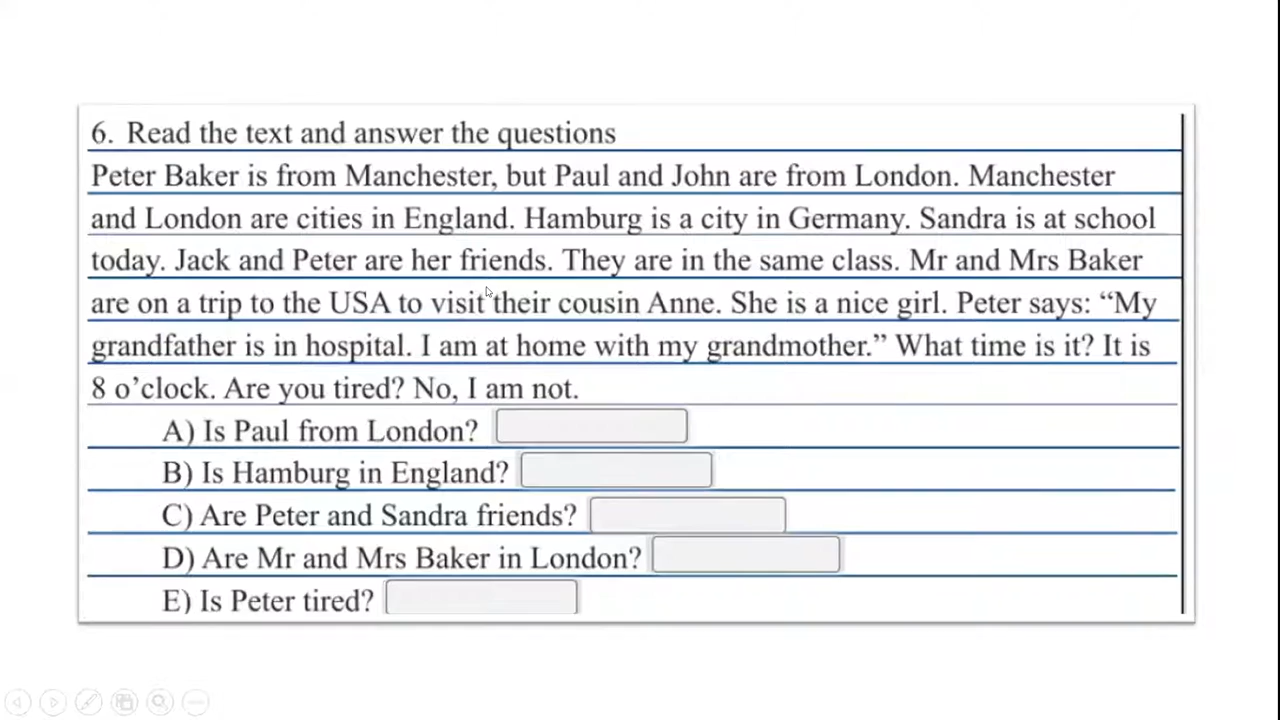 6. Read the text and answer the questions
Peter Baker is from Manchester, but Paul and John are from London. Manchester
and London are cities in England. Hamburg is a city in Germany. Sandra is at school
today. Jack and Peter are her friends. They are in the same class. Mr and Mrs Baker
are on a trip to the USA to visit their cousin Anne. She is a nice girl. Peter says: “My
grandfather is in hospital. I am at home with my grandmother.” What time is it? It is
8 o’clock. Are you tired? No, I am not.
A) Is Paul from London?
B) Is Hamburg in England?
C) Are Peter and Sandra friends?
D) Are Mr and Mrs Baker in London?
E) Is Peter tired?